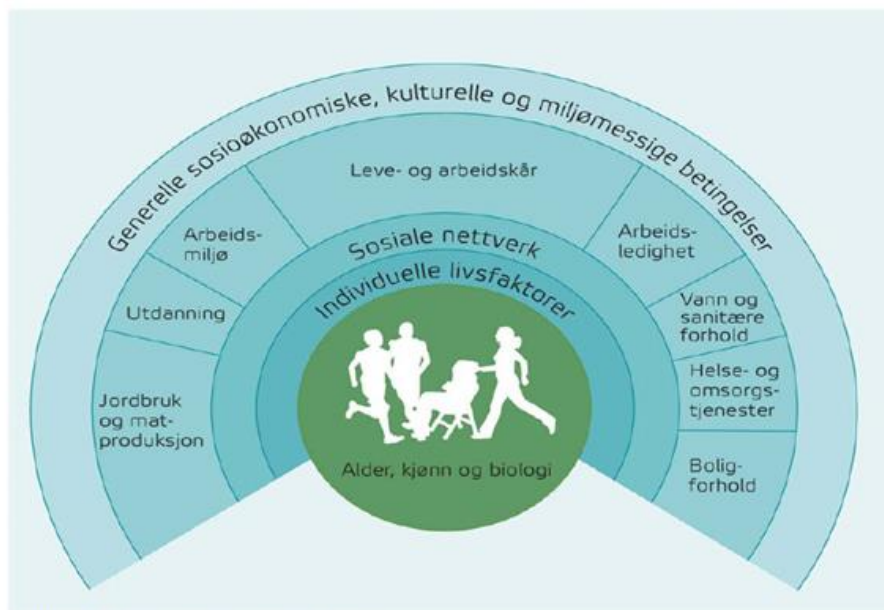 Generelle sosioøkonomiske, kulturelle og miljømessige betingelser
Leve- og arbeidskår
Arbeids-
miljø
Utdanning
Jordbruk
og mat-
produksjon
Arbeids-
ledighet
Vann og
sanitære
forhold
Helse- og
omsorgs-
tjenester
Bolig-
forhold
Sosiale nettverk
Individuelle livsfaktorer
Alder, kjønn og biologi